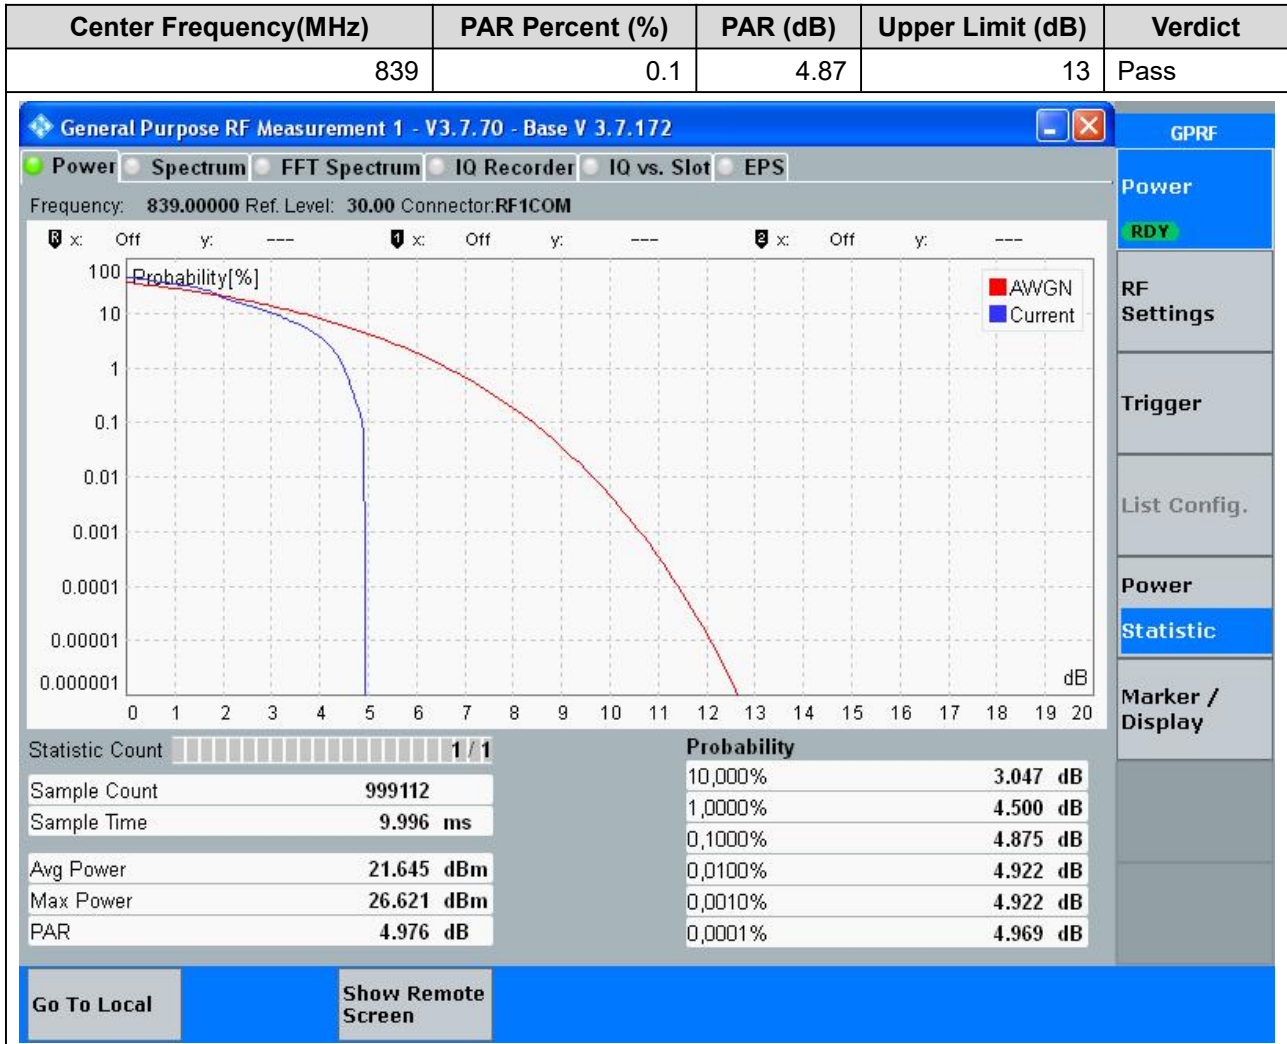 Center Frequency(MHz) PAR Percent (%) PAR (dB) Upper Limit (dB) Verdict
839 0.1 4.87 13 Pass
General Purpose RF Measurement 1 - V3.7.70 - Base V 3.7.172
GPRF
Power Spectrum FFT Spectrum IQ Recorder IQ vs. Slot EPS
Frequency: 839.00000 Ref. Level: 30.00 Connector:RF1COM
R x: Off y: --- 1 x: Off y: --- 2 x: Off y: ---
Probability[%]
AWGN
Current
100
10
1
0.1
0.01
0.001
0.0001
0.00001
0.000001
dB
0 1 2 3 4 5 6 7 8 9 10 11 12 13 14 15 16 17 18 19 20
Power
RDY
RF
Settings
Trigger
List Config.
Power
Statistic
Marker /
Display
Statistic Count 1 / 1
Sample Count 999112
Sample Time 9.996 ms
Avg Power 21.645 dBm
Max Power 26.621 dBm
PAR 4.976 dB
Probability
10,000% 3.047 dB
1,0000% 4.500 dB
0,1000% 4.875 dB
0,0100% 4.922 dB
0,0010% 4.922 dB
0,0001% 4.969 dB
Go To Local
Show Remote
Screen